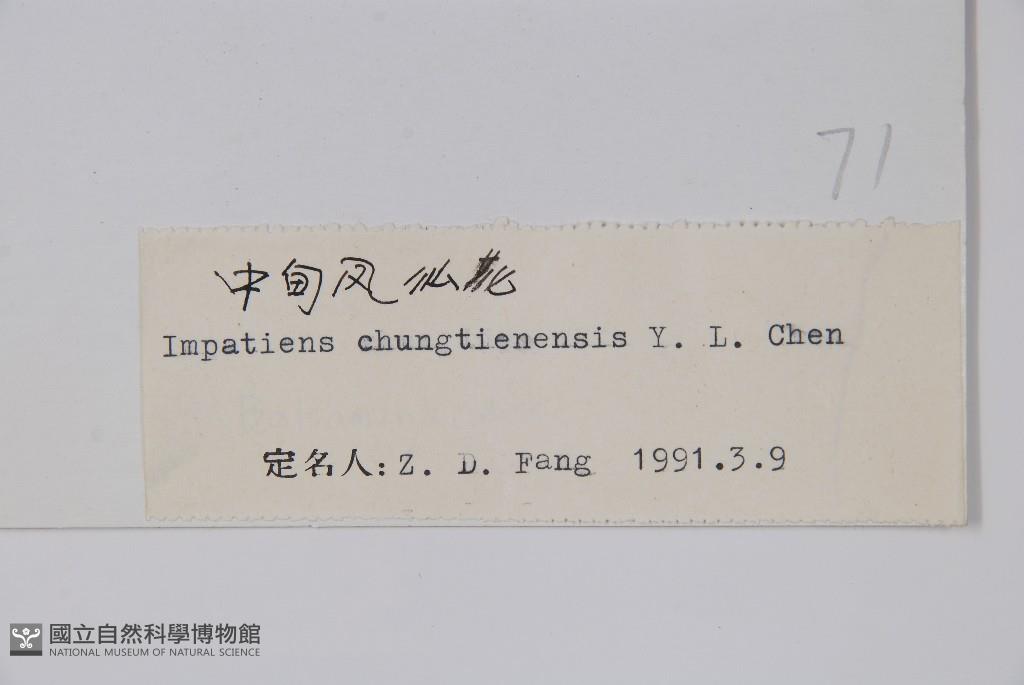 71
中甸凤仙花
Impatiens chungtienensis Y. L. Chen
定名人: Z. D. Fang 1991.3.9
國立自然科學博物館
NATIONAL MUSEUM OF NATURAL SCIENCE